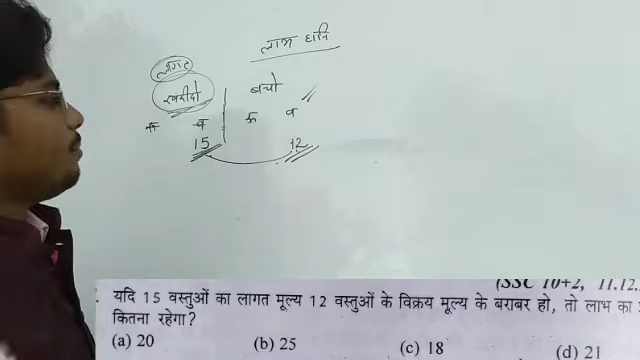 लाभ हानि
लागत
खरीदो बेचो
रु व रु व
15 12
(SSC 10+2, 11.12.
यदि 15 वस्तुओं का लागत मूल्य 12 वस्तुओं के विक्रय मूल्य के बराबर हो, तो लाभ का
कितना रहेगा?
(a) 20 (b) 25 (c) 18 (d) 21